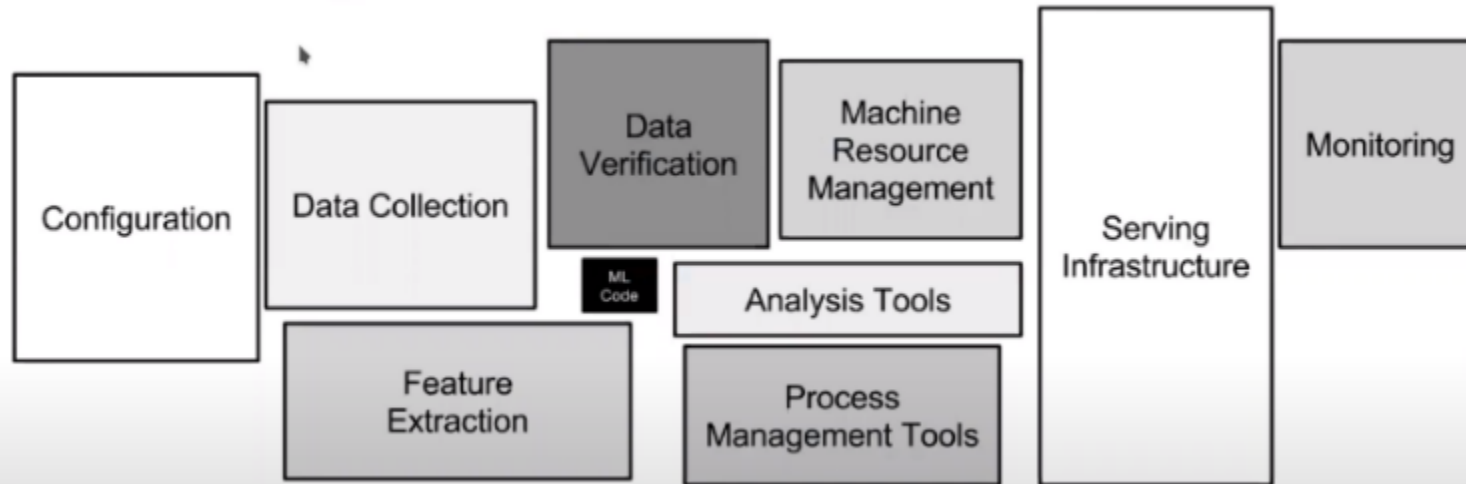 Configuration
Data Collection
Feature
Extraction
Data
Verification
ML
Code
Machine
Resource
Management
Analysis Tools
Process
Management Tools
Serving
Infrastructure
Monitoring